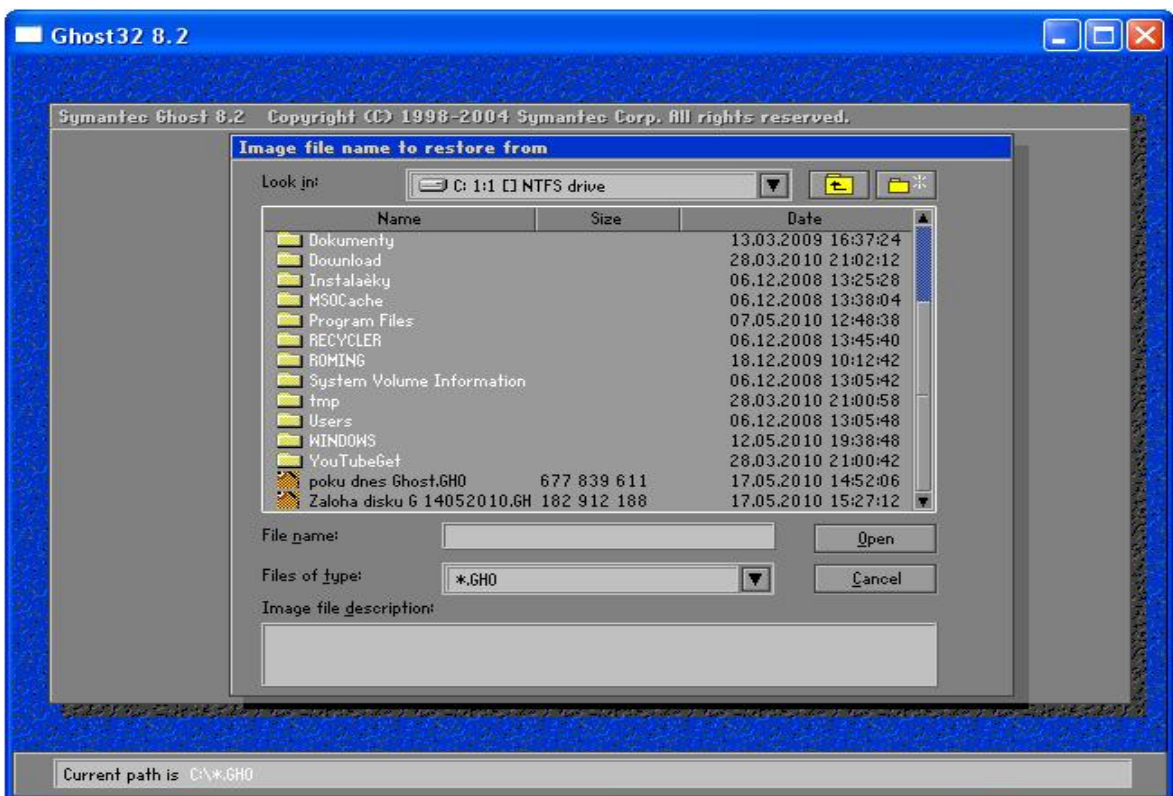 Ghost32 8.2
Symantec Ghost 8.2 Copyright (C) 1998-2004 Symantec Corp. All rights reserved.
Image file name to restore from
Look in: C: 1:1 [] NTFS drive
Name Size Date
Dokumenty 13.03.2009 16:37:24
Download 28.03.2010 21:02:12
Instalaèky 06.12.2008 13:25:28
MSOCache 06.12.2008 13:38:04
Program Files 07.05.2010 12:48:38
RECYCLER 06.12.2008 13:45:40
ROMING 18.12.2009 10:12:42
System Volume Information 06.12.2008 13:05:42
tmp 28.03.2010 21:00:58
Users 06.12.2008 13:05:48
WINDOWS 12.05.2010 19:38:48
YouTubeGet 28.03.2010 21:00:42
poku dnes Ghost.GHO 677 839 611 17.05.2010 14:52:06
Zaloha disku G 14052010.GH 182 912 188 17.05.2010 15:27:12
File name: Open
Files of type: *.GHO Cancel
Image file description:
Current path is C:\*.GHO